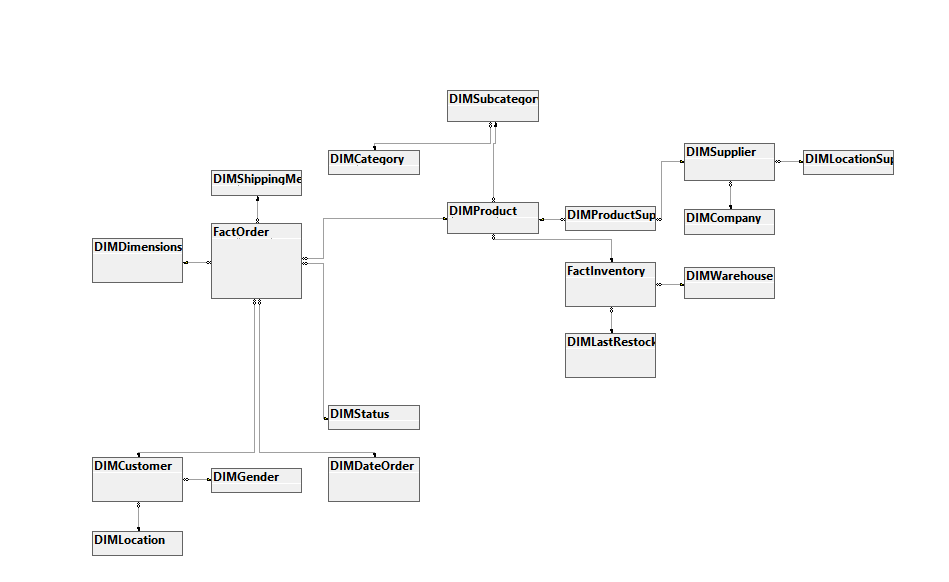 DIMSubcategor
DIMCategory
DIMSupplier
DIMLocationSup
DIMShippingMe
DIMProduct
DIMProductSup
DIMCompany
FactOrder
DIMDimensions
FactInventory
DIMWarehouse
DIMLastRestock
DIMStatus
DIMCustomer
DIMGender
DIMDateOrder
DIMLocation